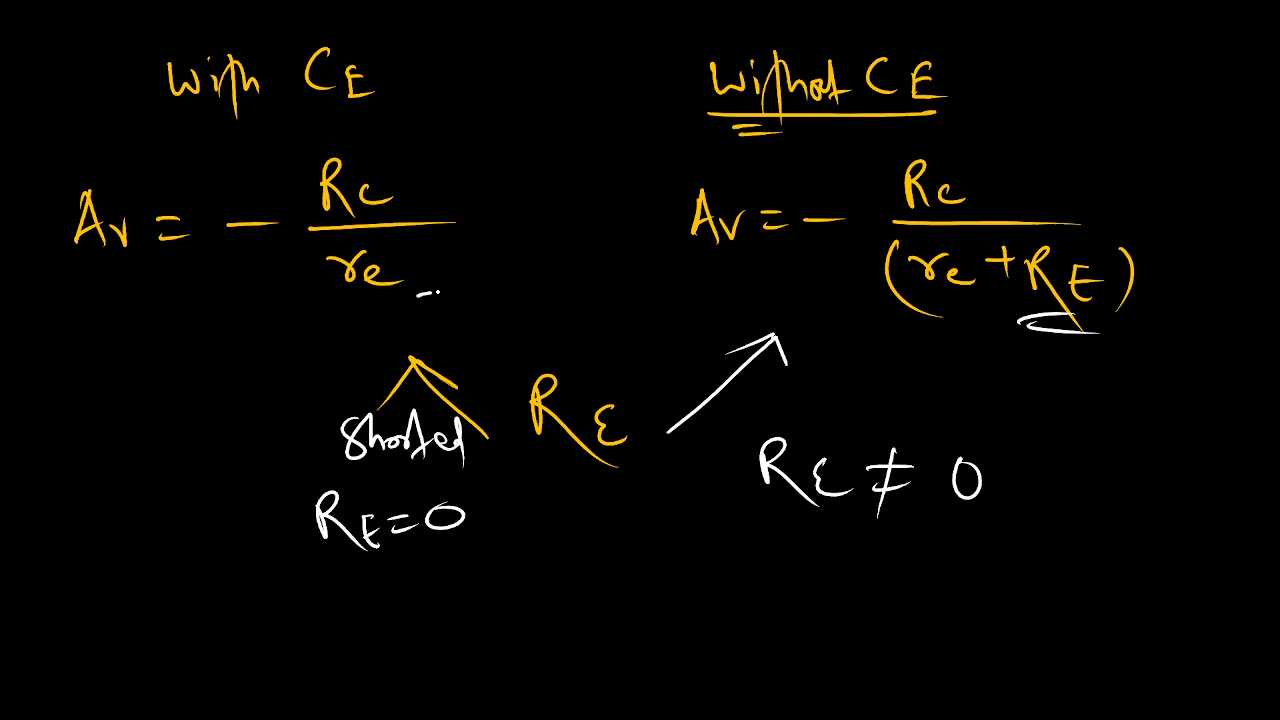 With CE
Av = - Rc / re
Without CE
Av = - Rc / (re + RE)
RE
Shorted
RE = 0
RE ≠ 0